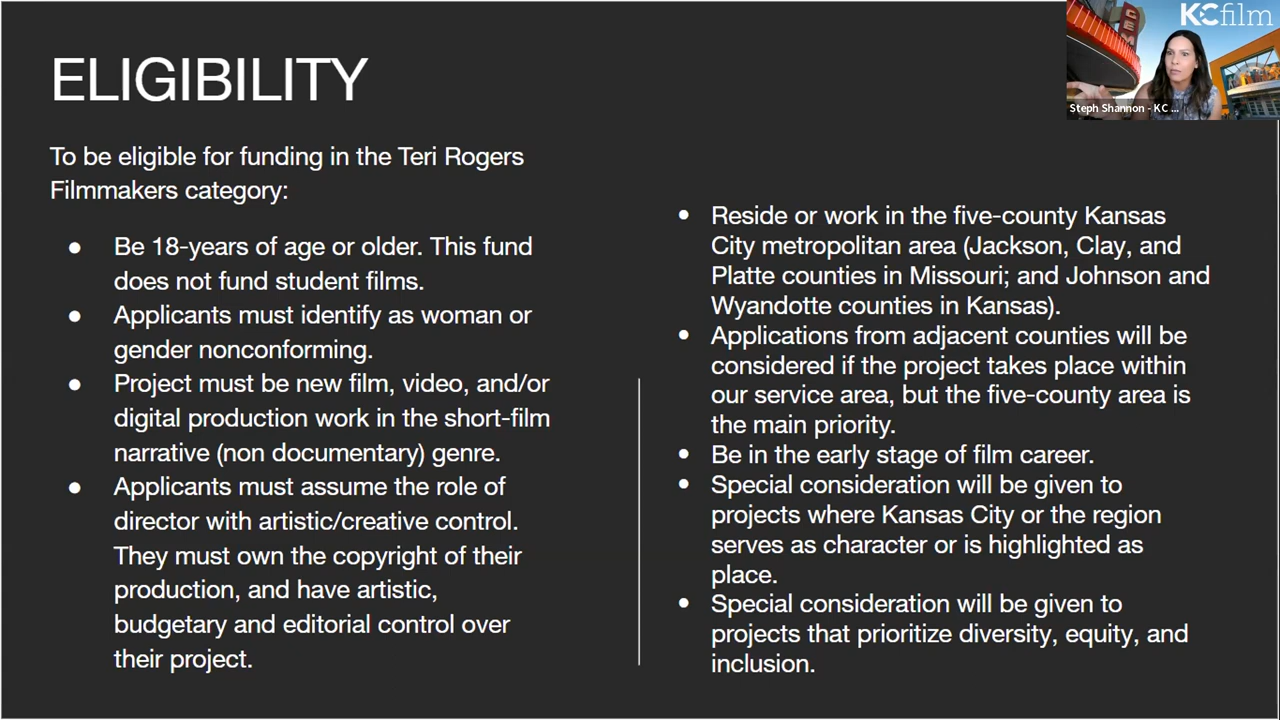 ELIGIBILITY
To be eligible for funding in the Teri Rogers
Filmmakers category:
● Be 18-years of age or older. This fund
does not fund student films.
● Applicants must identify as woman or
gender nonconforming.
● Project must be new film, video, and/or
digital production work in the short-film
narrative (non documentary) genre.
● Applicants must assume the role of
director with artistic/creative control.
They must own the copyright of their
production, and have artistic,
budgetary and editorial control over
their project.
● Reside or work in the five-county Kansas
City metropolitan area (Jackson, Clay, and
Platte counties in Missouri; and Johnson and
Wyandotte counties in Kansas).
● Applications from adjacent counties will be
considered if the project takes place within
our service area, but the five-county area is
the main priority.
● Be in the early stage of film career.
● Special consideration will be given to
projects where Kansas City or the region
serves as character or is highlighted as
place.
● Special consideration will be given to
projects that prioritize diversity, equity, and
inclusion.
KCfilm
Steph Shannon - KC ...